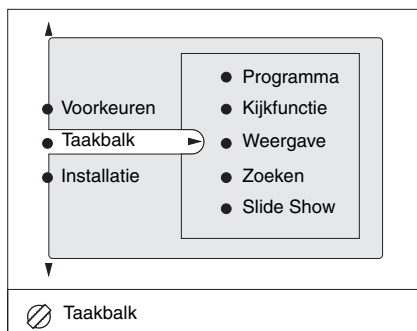 Voorkeuren
Taakbalk
Installatie
Programma
Kijkfunctie
Weergave
Zoeken
Slide Show
Taakbalk